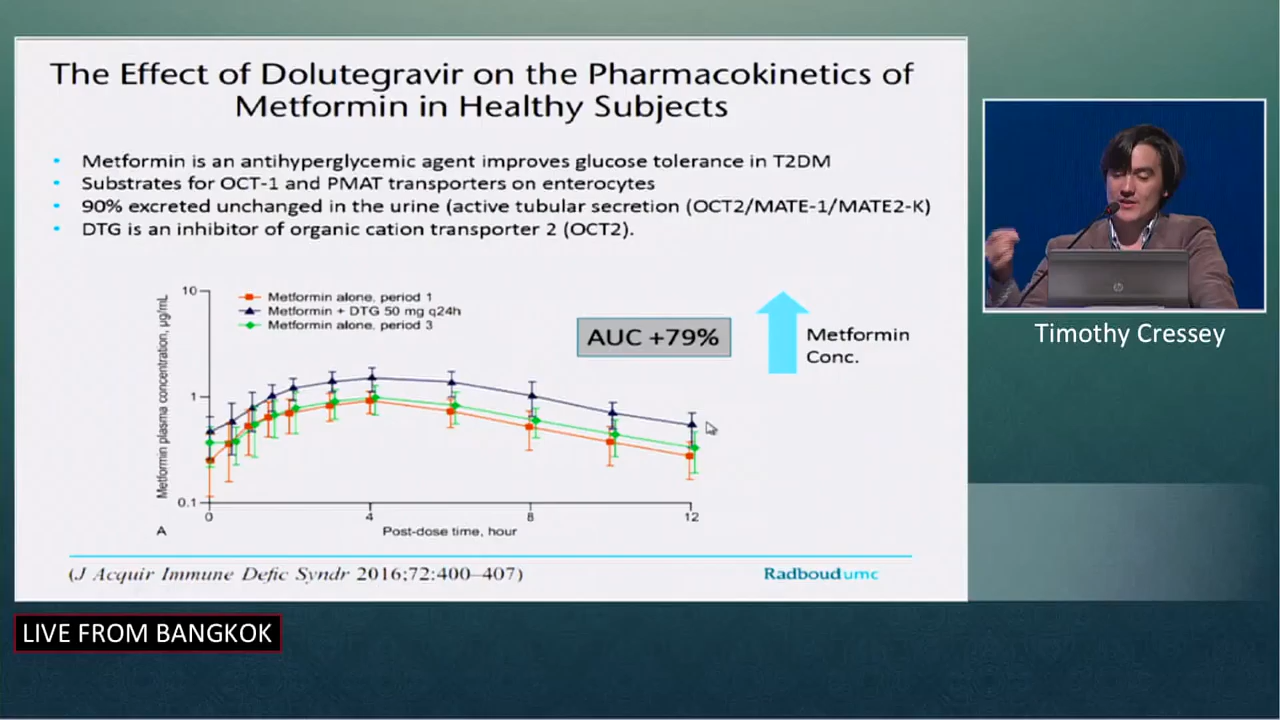 The Effect of Dolutegravir on the Pharmacokinetics of
Metformin in Healthy Subjects
• Metformin is an antihyperglycemic agent improves glucose tolerance in T2DM
• Substrates for OCT-1 and PMAT transporters on enterocytes
• 90% excreted unchanged in the urine (active tubular secretion (OCT2/MATE-1/MATE2-K)
• DTG is an inhibitor of organic cation transporter 2 (OCT2).
Metformin plasma concentration, µg/mL
10
1
0.1
Metformin alone, period 1
Metformin + DTG 50 mg q24h
Metformin alone, period 3
AUC +79%
Metformin
Conc.
0 4 8 12
A
Post-dose time, hour
(J Acquir Immune Defic Syndr 2016;72:400–407)
Radboudumc
hp
Timothy Cressey
LIVE FROM BANGKOK